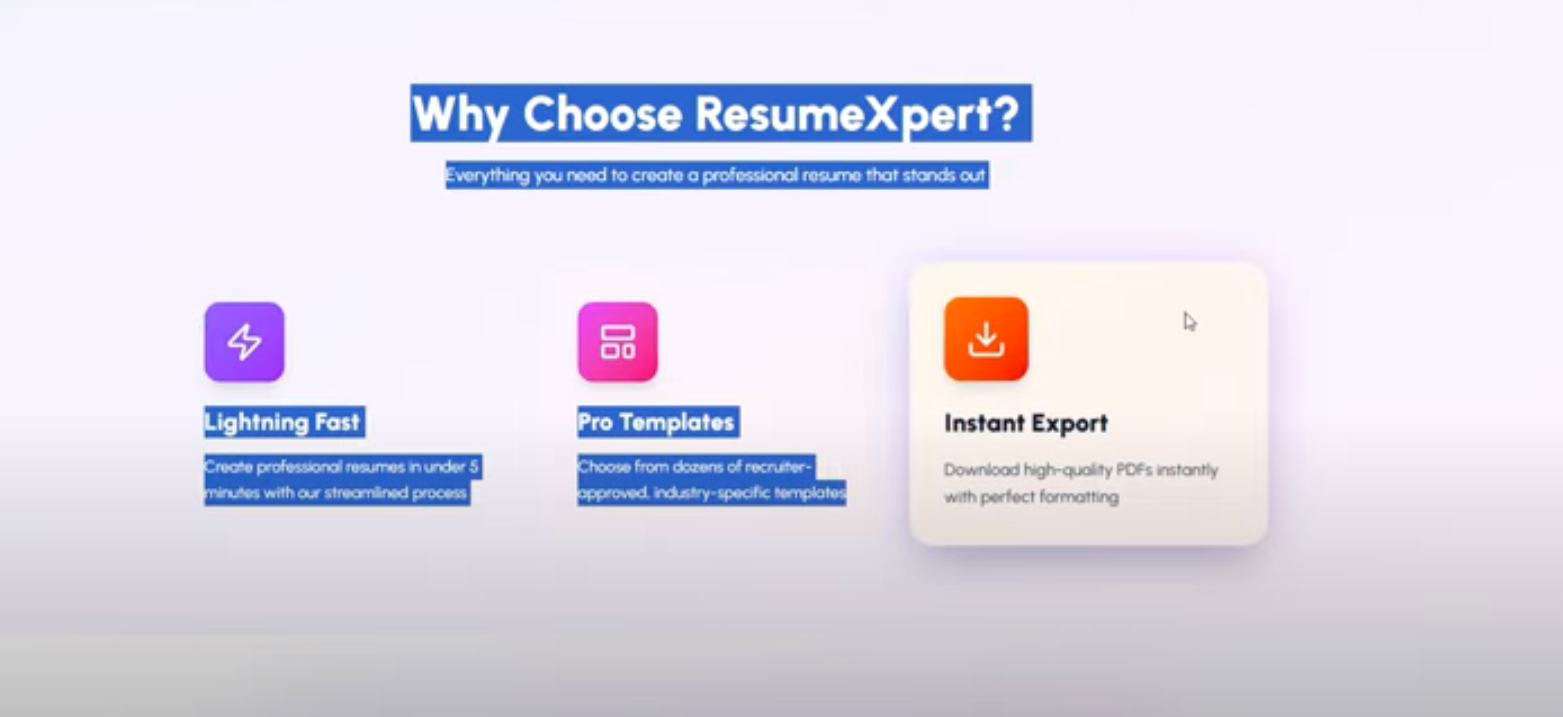 Why Choose ResumeXpert?
Everything you need to create a professional resume that stands out
Lightning Fast
Create professional resumes in under 5
minutes with our streamlined process
Pro Templates
Choose from dozens of recruiter-
approved, industry-specific templates
Instant Export
Download high-quality PDFs instantly
with perfect formatting